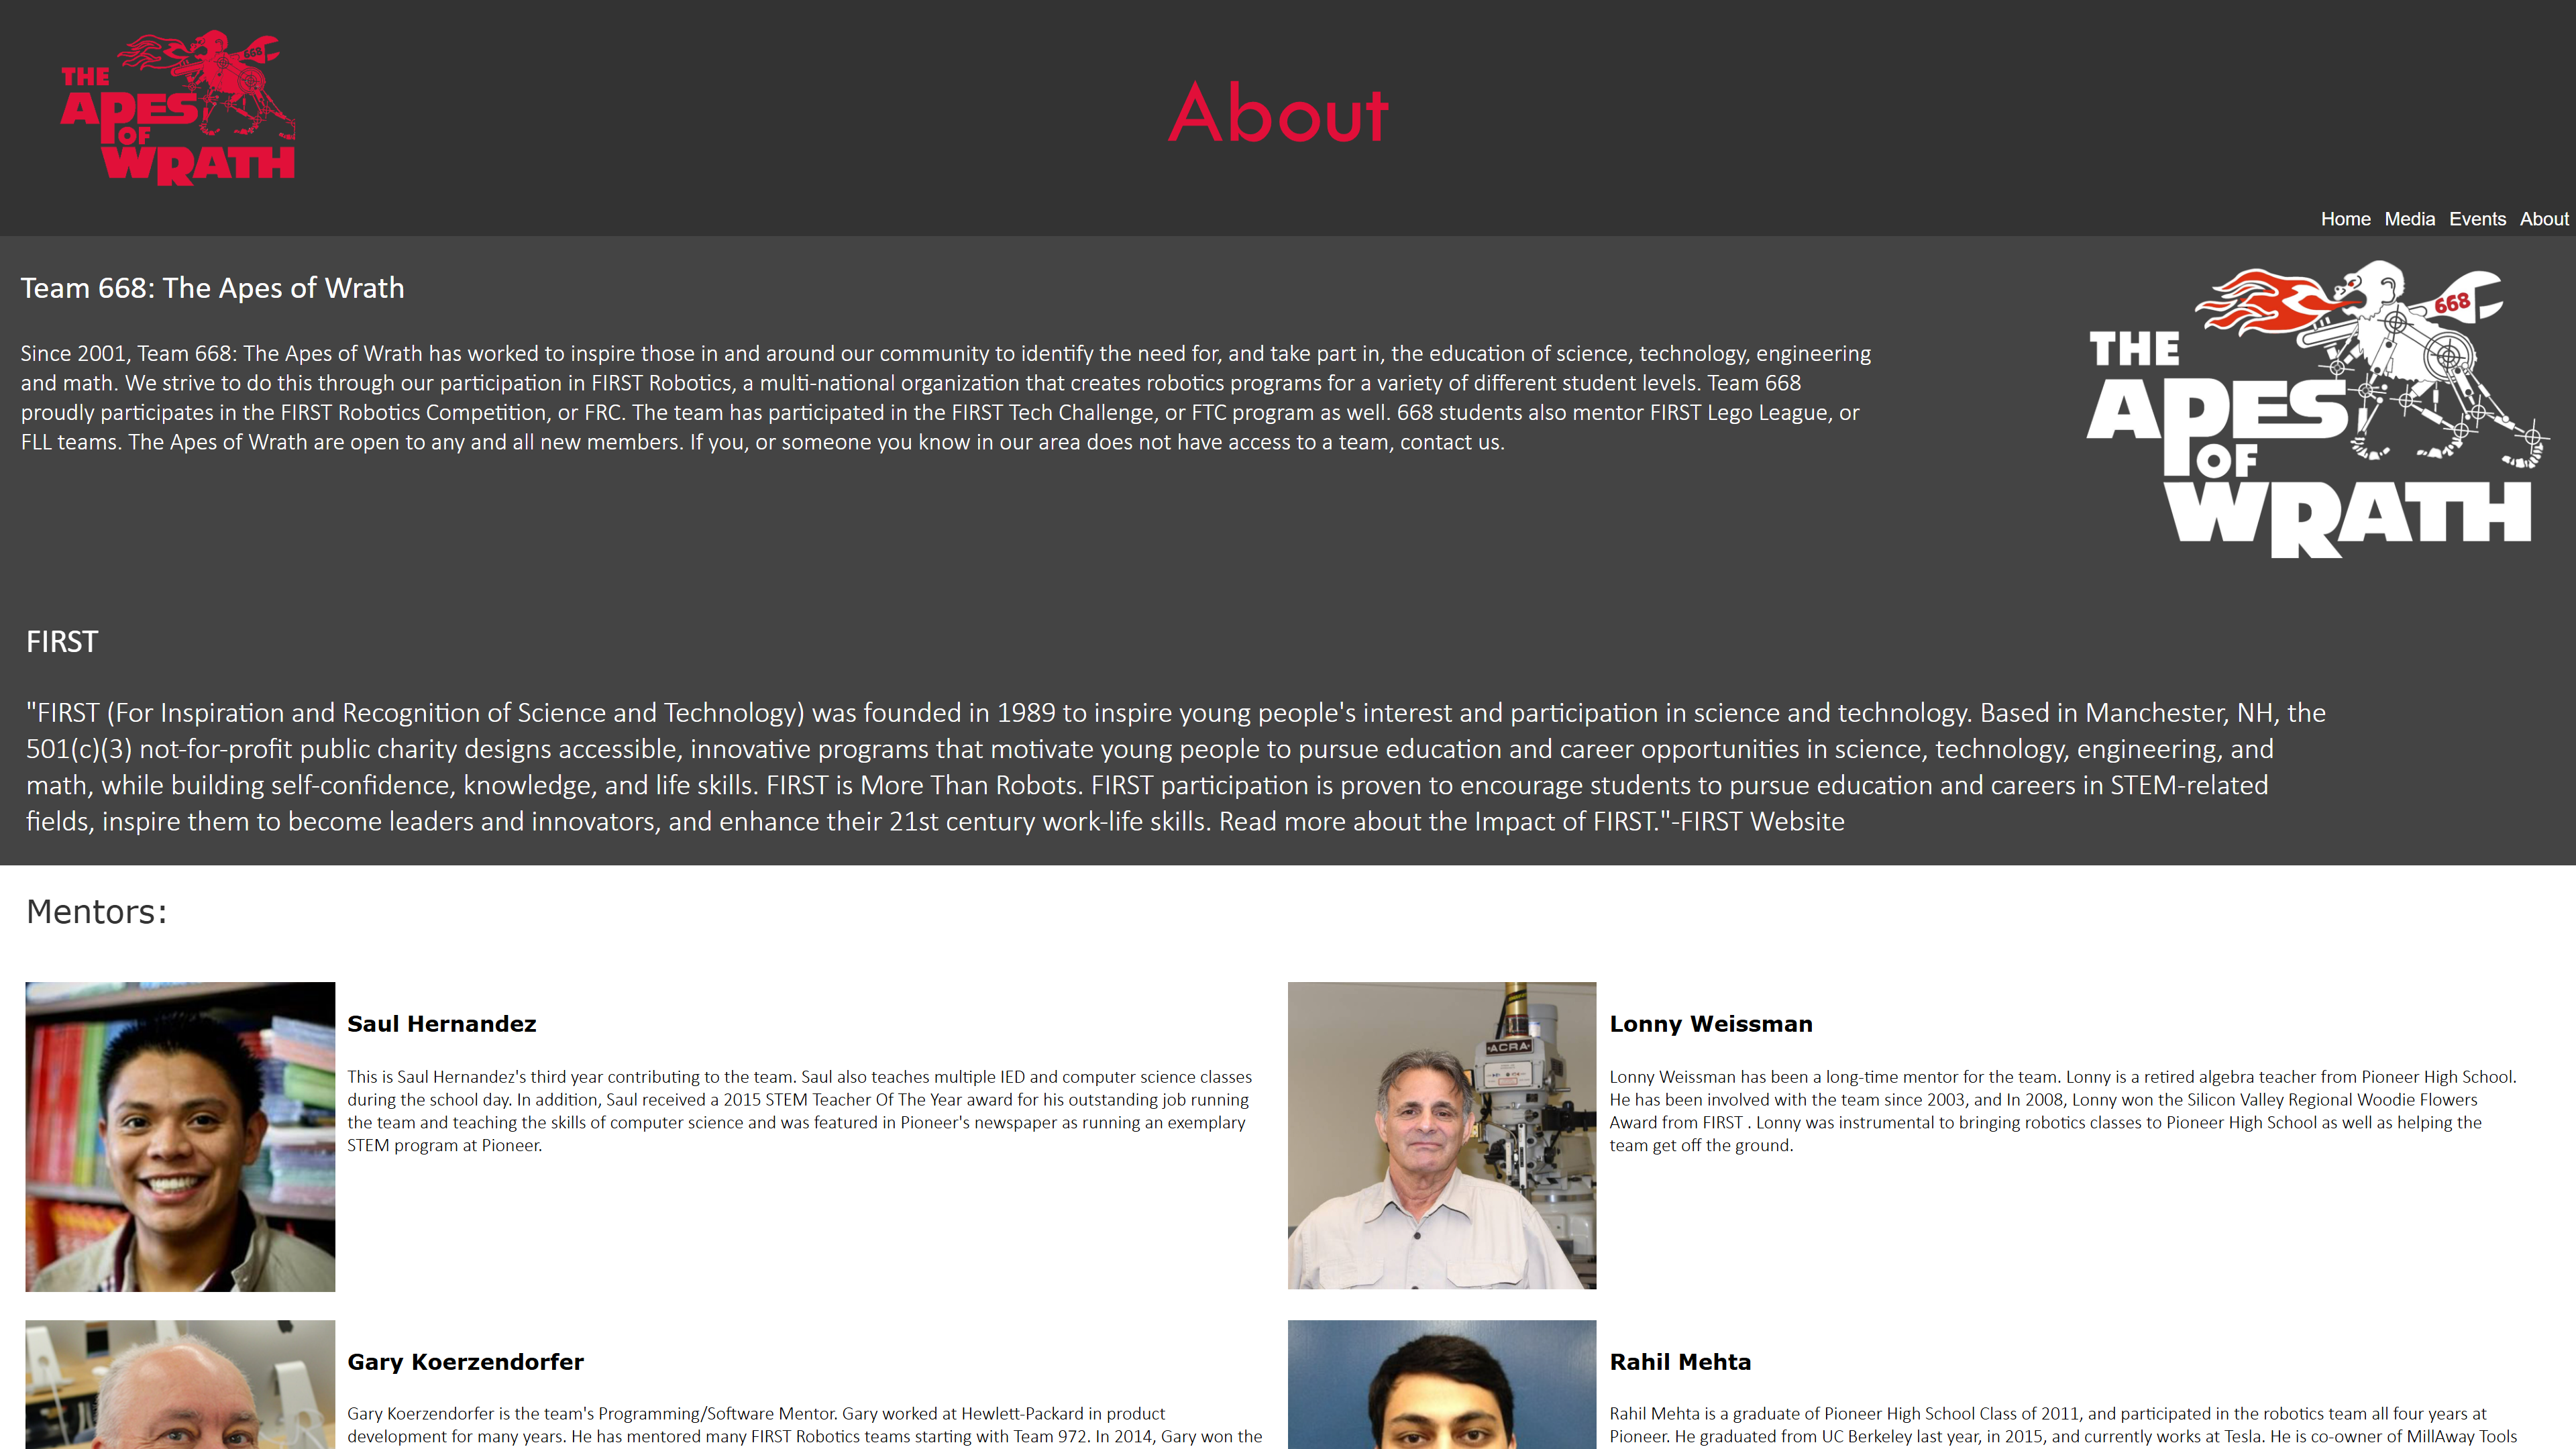 THE
APES
OF
WRATH
668
About
Home Media Events About
Team 668: The Apes of Wrath
Since 2001, Team 668: The Apes of Wrath has worked to inspire those in and around our community to identify the need for, and take part in, the education of science, technology, engineering
and math. We strive to do this through our participation in FIRST Robotics, a multi-national organization that creates robotics programs for a variety of different student levels. Team 668
proudly participates in the FIRST Robotics Competition, or FRC. The team has participated in the FIRST Tech Challenge, or FTC program as well. 668 students also mentor FIRST Lego League, or
FLL teams. The Apes of Wrath are open to any and all new members. If you, or someone you know in our area does not have access to a team, contact us.
668
THE
APES
OF
WRATH
FIRST
"FIRST (For Inspiration and Recognition of Science and Technology) was founded in 1989 to inspire young people's interest and participation in science and technology. Based in Manchester, NH, the
501(c)(3) not-for-profit public charity designs accessible, innovative programs that motivate young people to pursue education and career opportunities in science, technology, engineering, and
math, while building self-confidence, knowledge, and life skills. FIRST is More Than Robots. FIRST participation is proven to encourage students to pursue education and careers in STEM-related
fields, inspire them to become leaders and innovators, and enhance their 21st century work-life skills. Read more about the Impact of FIRST."-FIRST Website
Mentors:
Saul Hernandez
This is Saul Hernandez's third year contributing to the team. Saul also teaches multiple IED and computer science classes
during the school day. In addition, Saul received a 2015 STEM Teacher Of The Year award for his outstanding job running
the team and teaching the skills of computer science and was featured in Pioneer's newspaper as running an exemplary
STEM program at Pioneer.
ACRA
Lonny Weissman
Lonny Weissman has been a long-time mentor for the team. Lonny is a retired algebra teacher from Pioneer High School.
He has been involved with the team since 2003, and In 2008, Lonny won the Silicon Valley Regional Woodie Flowers
Award from FIRST . Lonny was instrumental to bringing robotics classes to Pioneer High School as well as helping the
team get off the ground.
Gary Koerzendorfer
Gary Koerzendorfer is the team's Programming/Software Mentor. Gary worked at Hewlett-Packard in product
development for many years. He has mentored many FIRST Robotics teams starting with Team 972. In 2014, Gary won the
Rahil Mehta
Rahil Mehta is a graduate of Pioneer High School Class of 2011, and participated in the robotics team all four years at
Pioneer. He graduated from UC Berkeley last year, in 2015, and currently works at Tesla. He is co-owner of MillAway Tools